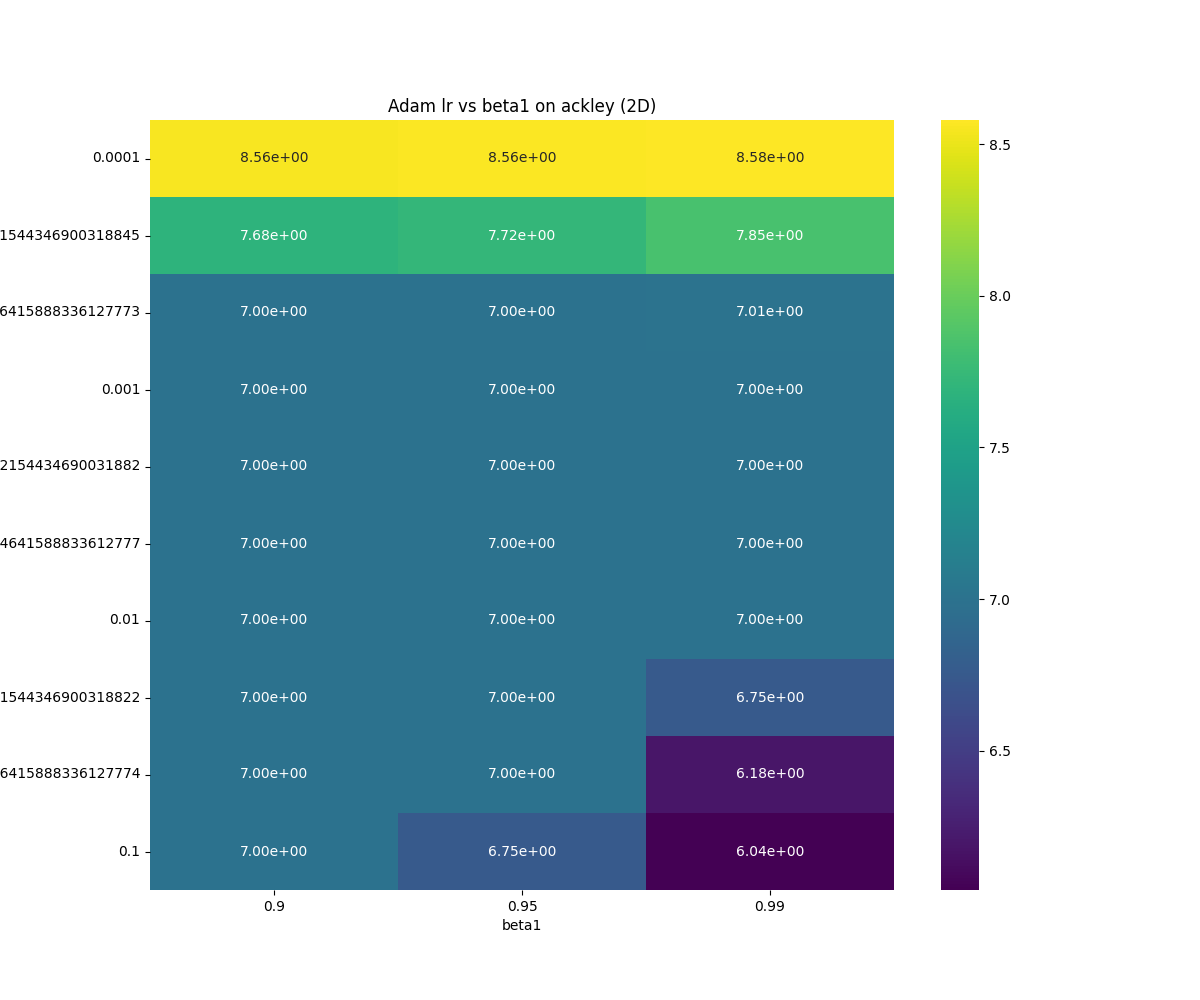 Adam lr vs beta1 on ackley (2D)
0.0001 8.56e+00 8.56e+00 8.58e+00
1544346900318845 7.68e+00 7.72e+00 7.85e+00
6415888336127773 7.00e+00 7.00e+00 7.01e+00
0.001 7.00e+00 7.00e+00 7.00e+00
2154434690031882 7.00e+00 7.00e+00 7.00e+00
4641588833612777 7.00e+00 7.00e+00 7.00e+00
0.01 7.00e+00 7.00e+00 7.00e+00
1544346900318822 7.00e+00 7.00e+00 6.75e+00
6415888336127774 7.00e+00 7.00e+00 6.18e+00
0.1 7.00e+00 6.75e+00 6.04e+00
0.9 0.95 0.99
beta1
8.5
8.0
7.5
7.0
6.5